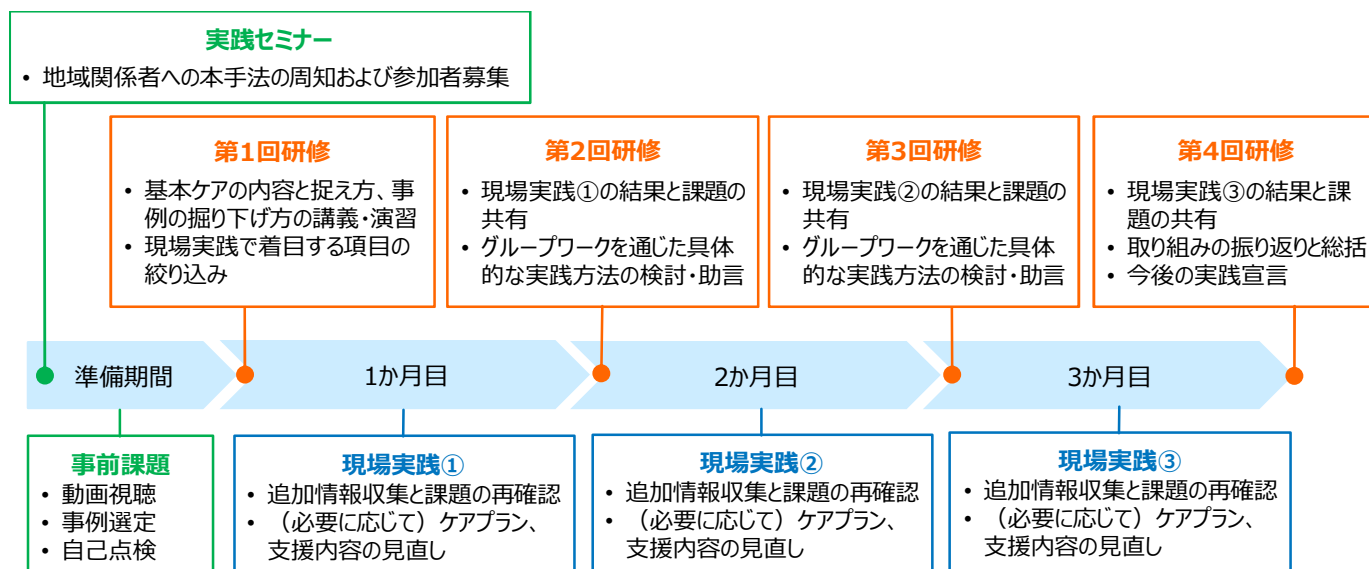 実践セミナー
• 地域関係者への本手法の周知および参加者募集
第1回研修
• 基本ケアの内容と捉え方、事
例の掘り下げ方の講義・演習
• 現場実践で着目する項目の
絞り込み
第2回研修
• 現場実践①の結果と課題の
共有
• グループワークを通じた具体
的な実践方法の検討・助言
第3回研修
• 現場実践②の結果と課題の
共有
• グループワークを通じた具体
的な実践方法の検討・助言
第4回研修
• 現場実践③の結果と課
題の共有
• 取り組みの振り返りと総括
• 今後の実践宣言
準備期間
1か月目
2か月目
3か月目
事前課題
• 動画視聴
• 事例選定
• 自己点検
現場実践①
• 追加情報収集と課題の再確認
• （必要に応じて）ケアプラン、
支援内容の見直し
現場実践②
• 追加情報収集と課題の再確認
• （必要に応じて）ケアプラン、
支援内容の見直し
現場実践③
• 追加情報収集と課題の再確認
• （必要に応じて）ケアプラン、
支援内容の見直し